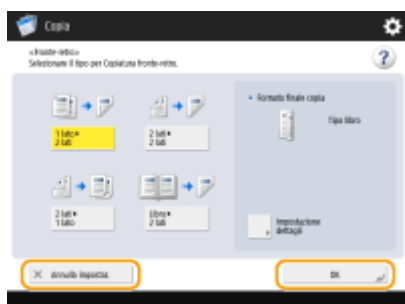 Copia
<Fronte-retro>
Selezionare il tipo per Copiatura fronte-retro.
1 lato▸
2 lati
2 lati▸
2 lati
Formato finale copia
Tipo libro
2 lati▸
1 lato
Libro▸
2 lati
Impostazione
dettagli
Annulla impostaz.
OK